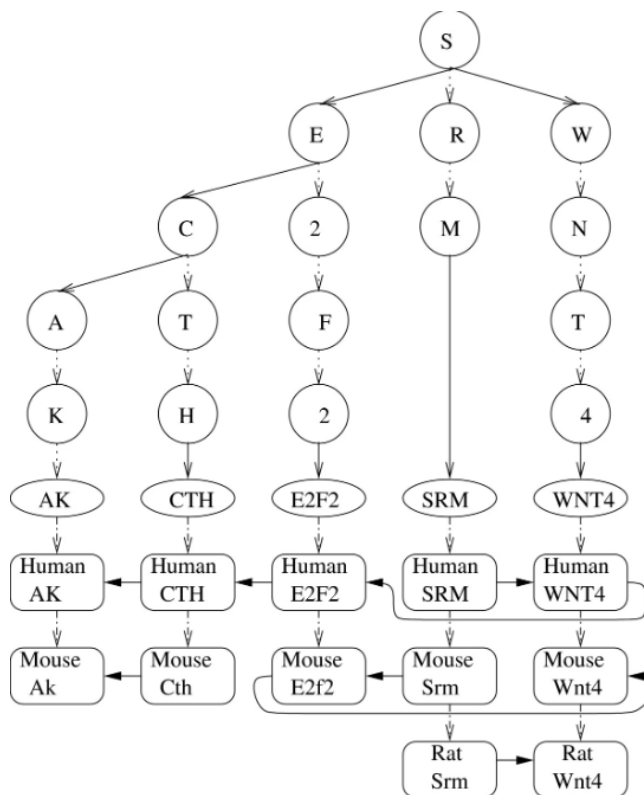 S
E R W
C 2 M N
A T F T
K H 2 4
AK CTH E2F2 SRM WNT4
Human Human Human Human Human
AK CTH E2F2 SRM WNT4
Mouse Mouse Mouse Mouse Mouse
Ak Cth E2f2 Srm Wnt4
Rat Rat
Srm Wnt4